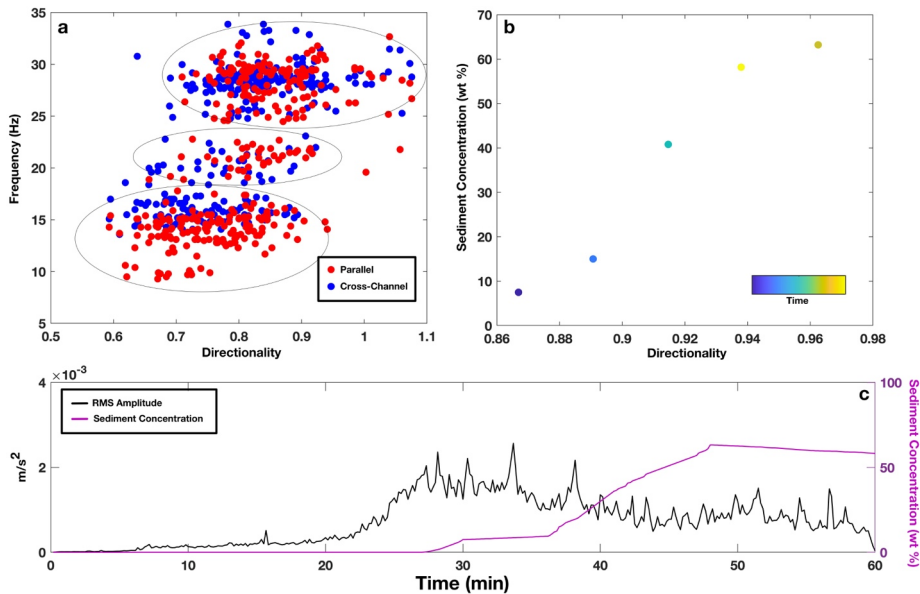 a
35
30
25
20
15
10
5
Frequency (Hz)
0.5 0.6 0.7 0.8 0.9 1 1.1
Directionality
Parallel
Cross-Channel
b
70
60
50
40
30
20
10
0
Sediment Concentration (wt %)
0.86 0.88 0.9 0.92 0.94 0.96 0.98
Directionality
Time
×10⁻³
4
2
0
m/s²
RMS Amplitude
Sediment Concentration
c
100
50
0
Sediment Concentration (wt %)
0 10 20 30 40 50 60
Time (min)